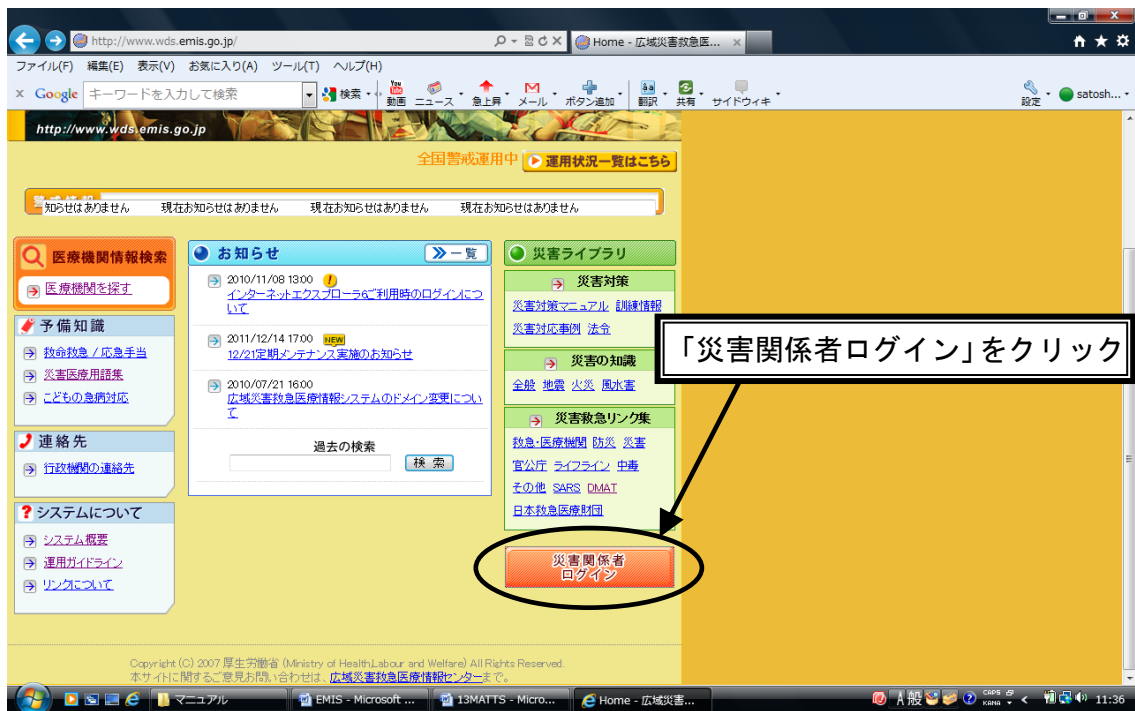 http://www.wds.emis.go.jp/
Home - 広域災害救急医...
ファイル(F) 編集(E) 表示(V) お気に入り(A) ツール(T) ヘルプ(H)
Google キーワードを入力して検索 検索 You Tube 動画 ニュース 急上昇 メール ボタン追加 翻訳 共有 サイドウィキ 設定 satosh...
http://www.wds.emis.go.jp
全国警戒運用中 運用状況一覧はこちら
知らせはありません 現在お知らせはありません 現在お知らせはありません 現在お知らせはありません
医療機関情報検索
医療機関を探す
予備知識
救命救急/応急手当
災害医療用語集
こどもの急病対応
連絡先
行政機関の連絡先
システムについて
システム概要
運用ガイドライン
リンクについて
お知らせ 一覧
2010/11/08 13:00
インターネットエクスプローラ6ご利用時のログインにつ
いて
2011/12/14 17:00 NEW
12/21定期メンテナンス実施のお知らせ
2010/07/21 16:00
広域災害救急医療情報システムのドメイン変更につい
て
過去の検索
検索
災害ライブラリ
災害対策
災害対策マニュアル 訓練情報
災害対応事例 法令
災害の知識
全般 地震 火災 風水害
災害救急リンク集
救急・医療機関 防災 災害
官公庁 ライフライン 中毒
その他 SARS DMAT
日本救急医療財団
災害関係者
ログイン
「災害関係者ログイン」をクリック
Copyright (C) 2007 厚生労働省 (Ministry of Health,Labour and Welfare) All Rights Reserved.
本サイトに関するご意見お問い合わせは、広域災害救急医療情報センターまで。
マニュアル EMIS - Microsoft ... 13MATTS - Micro... Home - 広域災害... A 般 CAPS KANA 11:36